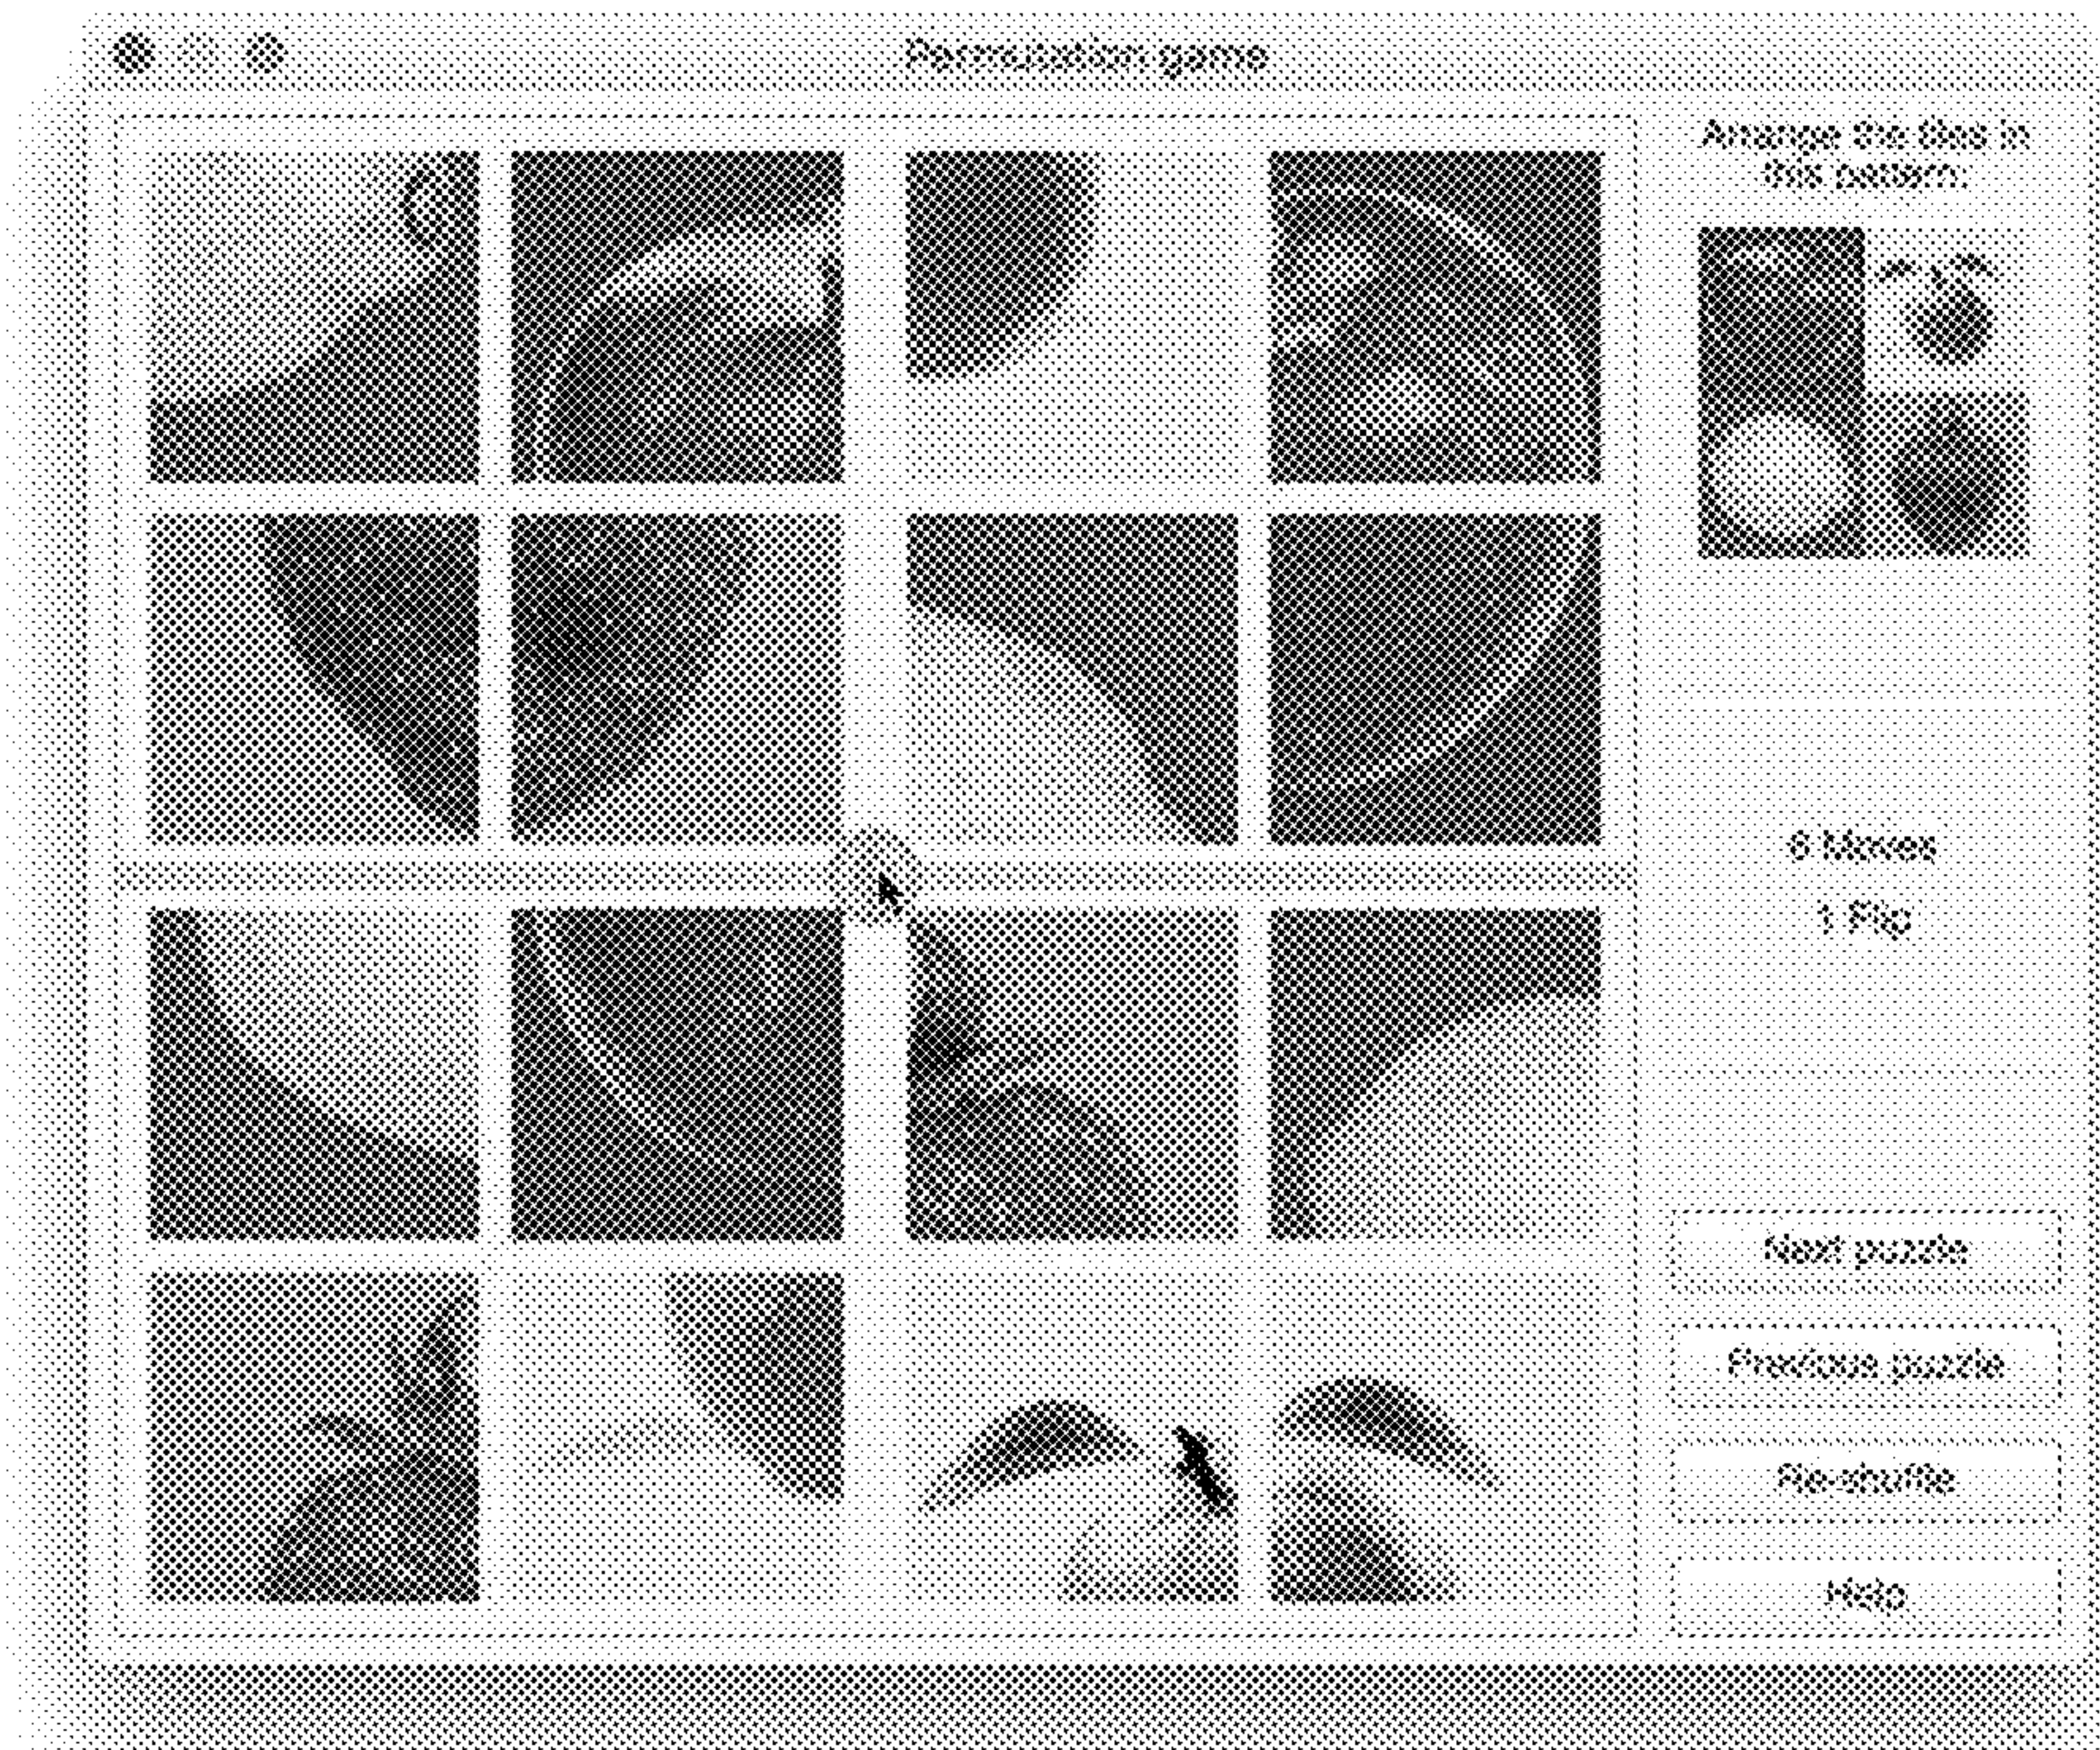 Permutation game
Arrange the tiles in
this pattern:
6 Moves
1 Flip
Next puzzle
Previous puzzle
Re-shuffle
Help